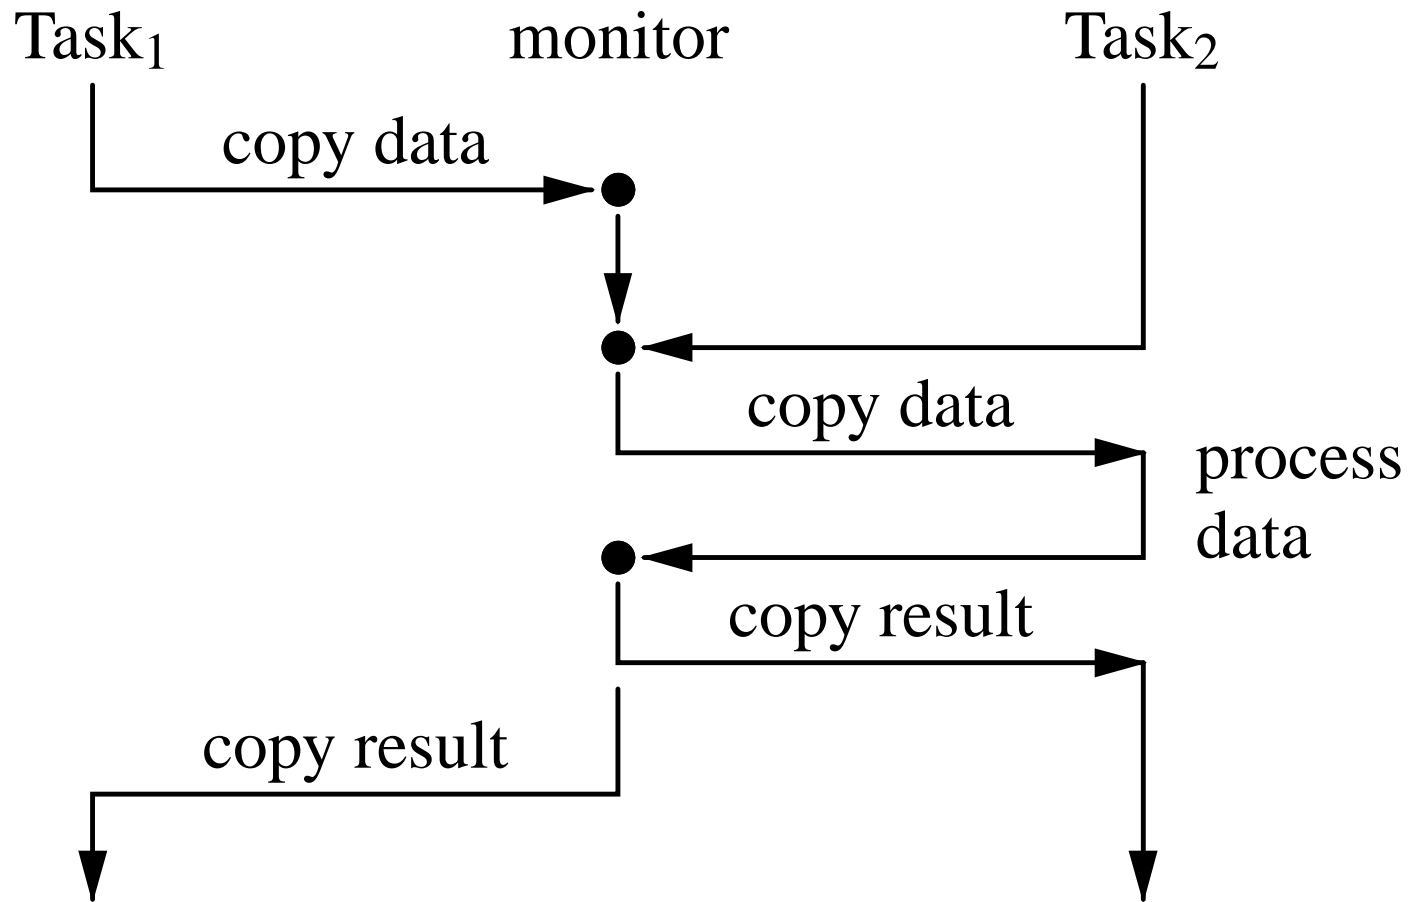 Task₁ monitor Task₂
copy data
copy data
process
data
copy result
copy result